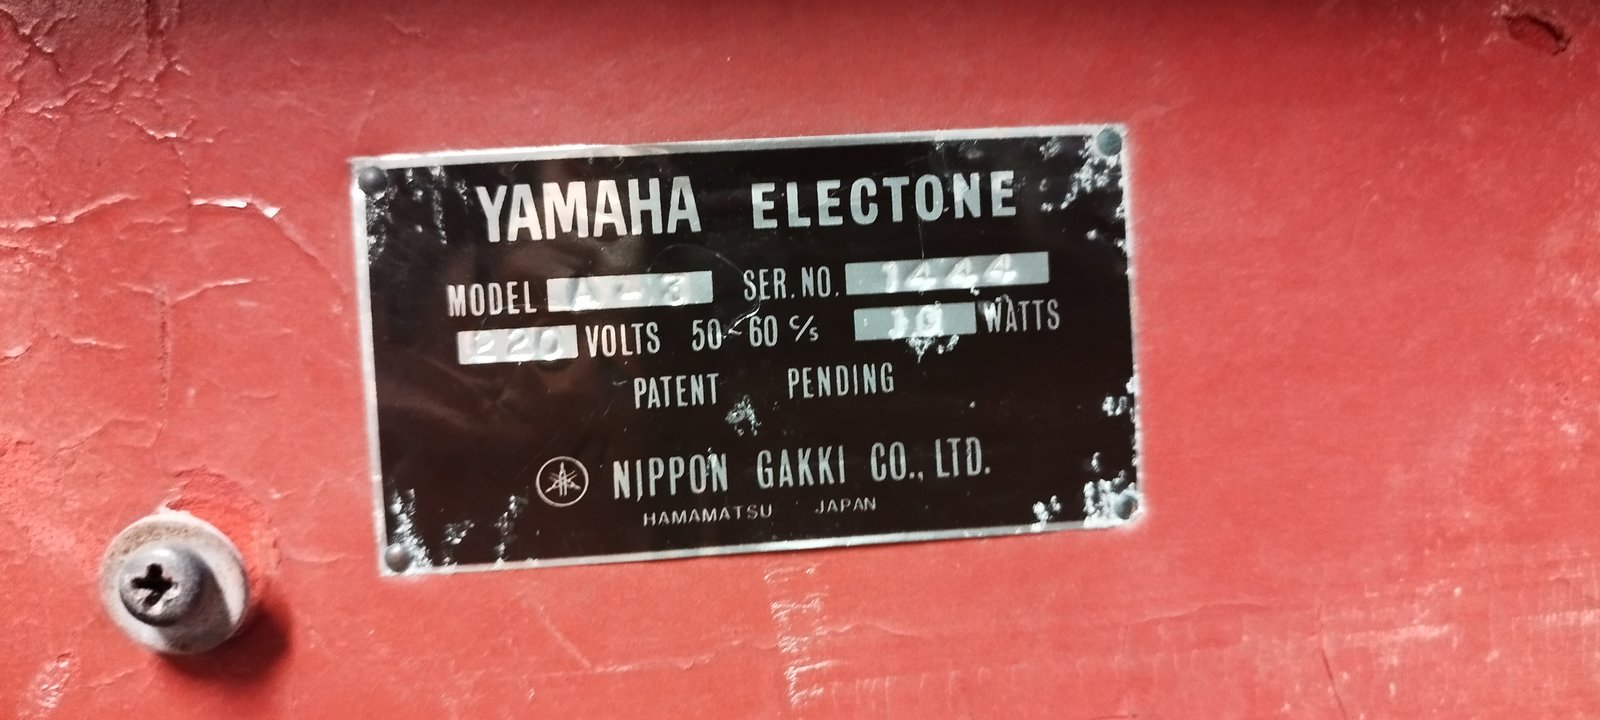 YAMAHA ELECTONE
MODEL A-3 SER.NO. 1444
220 VOLTS 50~60 c/s WATTS
PATENT PENDING
NIPPON GAKKI CO., LTD.
HAMAMATSU JAPAN